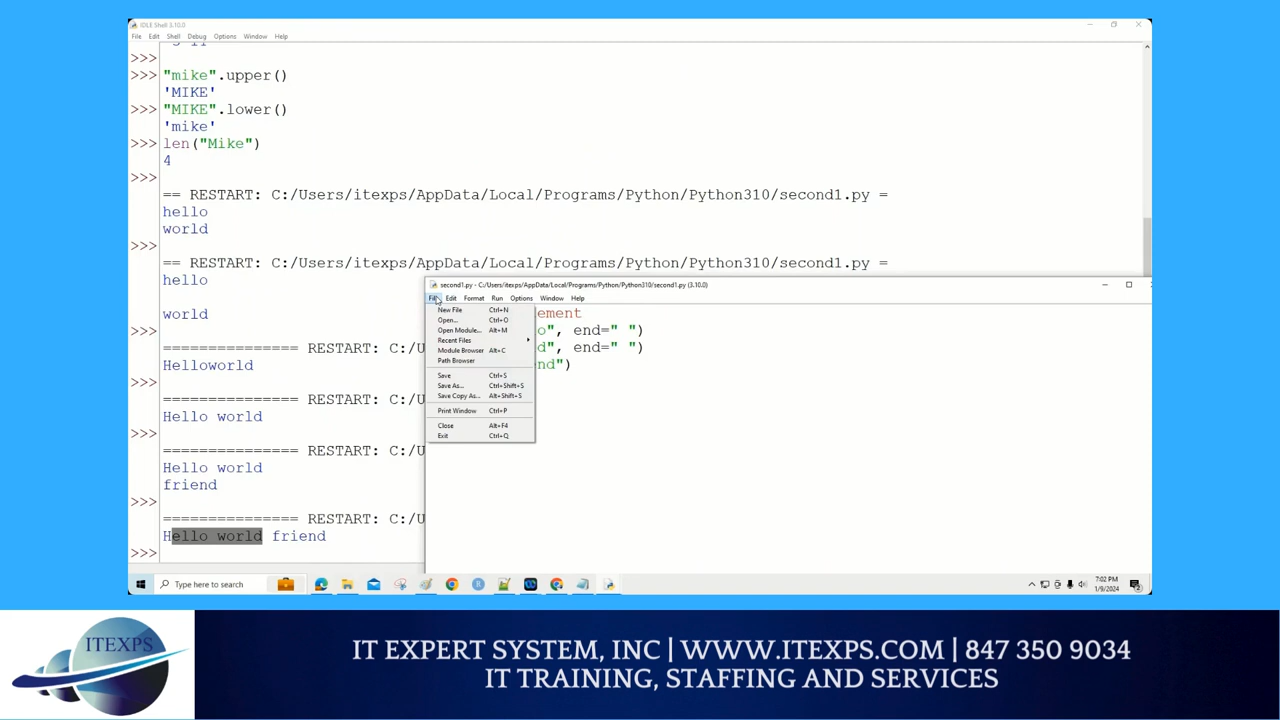 IDLE Shell 3.10.0
File Edit Shell Debug Options Window Help
>>>
>>> "mike".upper()
'MIKE'
>>> "MIKE".lower()
'mike'
>>> len("Mike")
4
>>>
== RESTART: C:/Users/itexps/AppData/Local/Programs/Python/Python310/second1.py =
hello
world
>>>
== RESTART: C:/Users/itexps/AppData/Local/Programs/Python/Python310/second1.py =
hello
world
>>>
=============== RESTART: C:/U
Helloworld
>>>
=============== RESTART: C:/U
Hello world
>>>
=============== RESTART: C:/U
Hello world
friend
>>>
=============== RESTART: C:/U
Hello world friend
>>>
second1.py - C:/Users/itexps/AppData/Local/Programs/Python/Python310/second1.py (3.10.0)
File Edit Format Run Options Window Help
ement
o", end=" ")
d", end=" ")
nd")
New File Ctrl+N
Open... Ctrl+O
Open Module... Alt+M
Recent Files
Module Browser Alt+C
Path Browser
Save Ctrl+S
Save As... Ctrl+Shift+S
Save Copy As... Alt+Shift+S
Print Window Ctrl+P
Close Alt+F4
Exit Ctrl+Q
Type here to search
7:02 PM
1/9/2024
ITEXPS
IT EXPERT SYSTEM, INC | WWW.ITEXPS.COM | 847 350 9034
IT TRAINING, STAFFING AND SERVICES